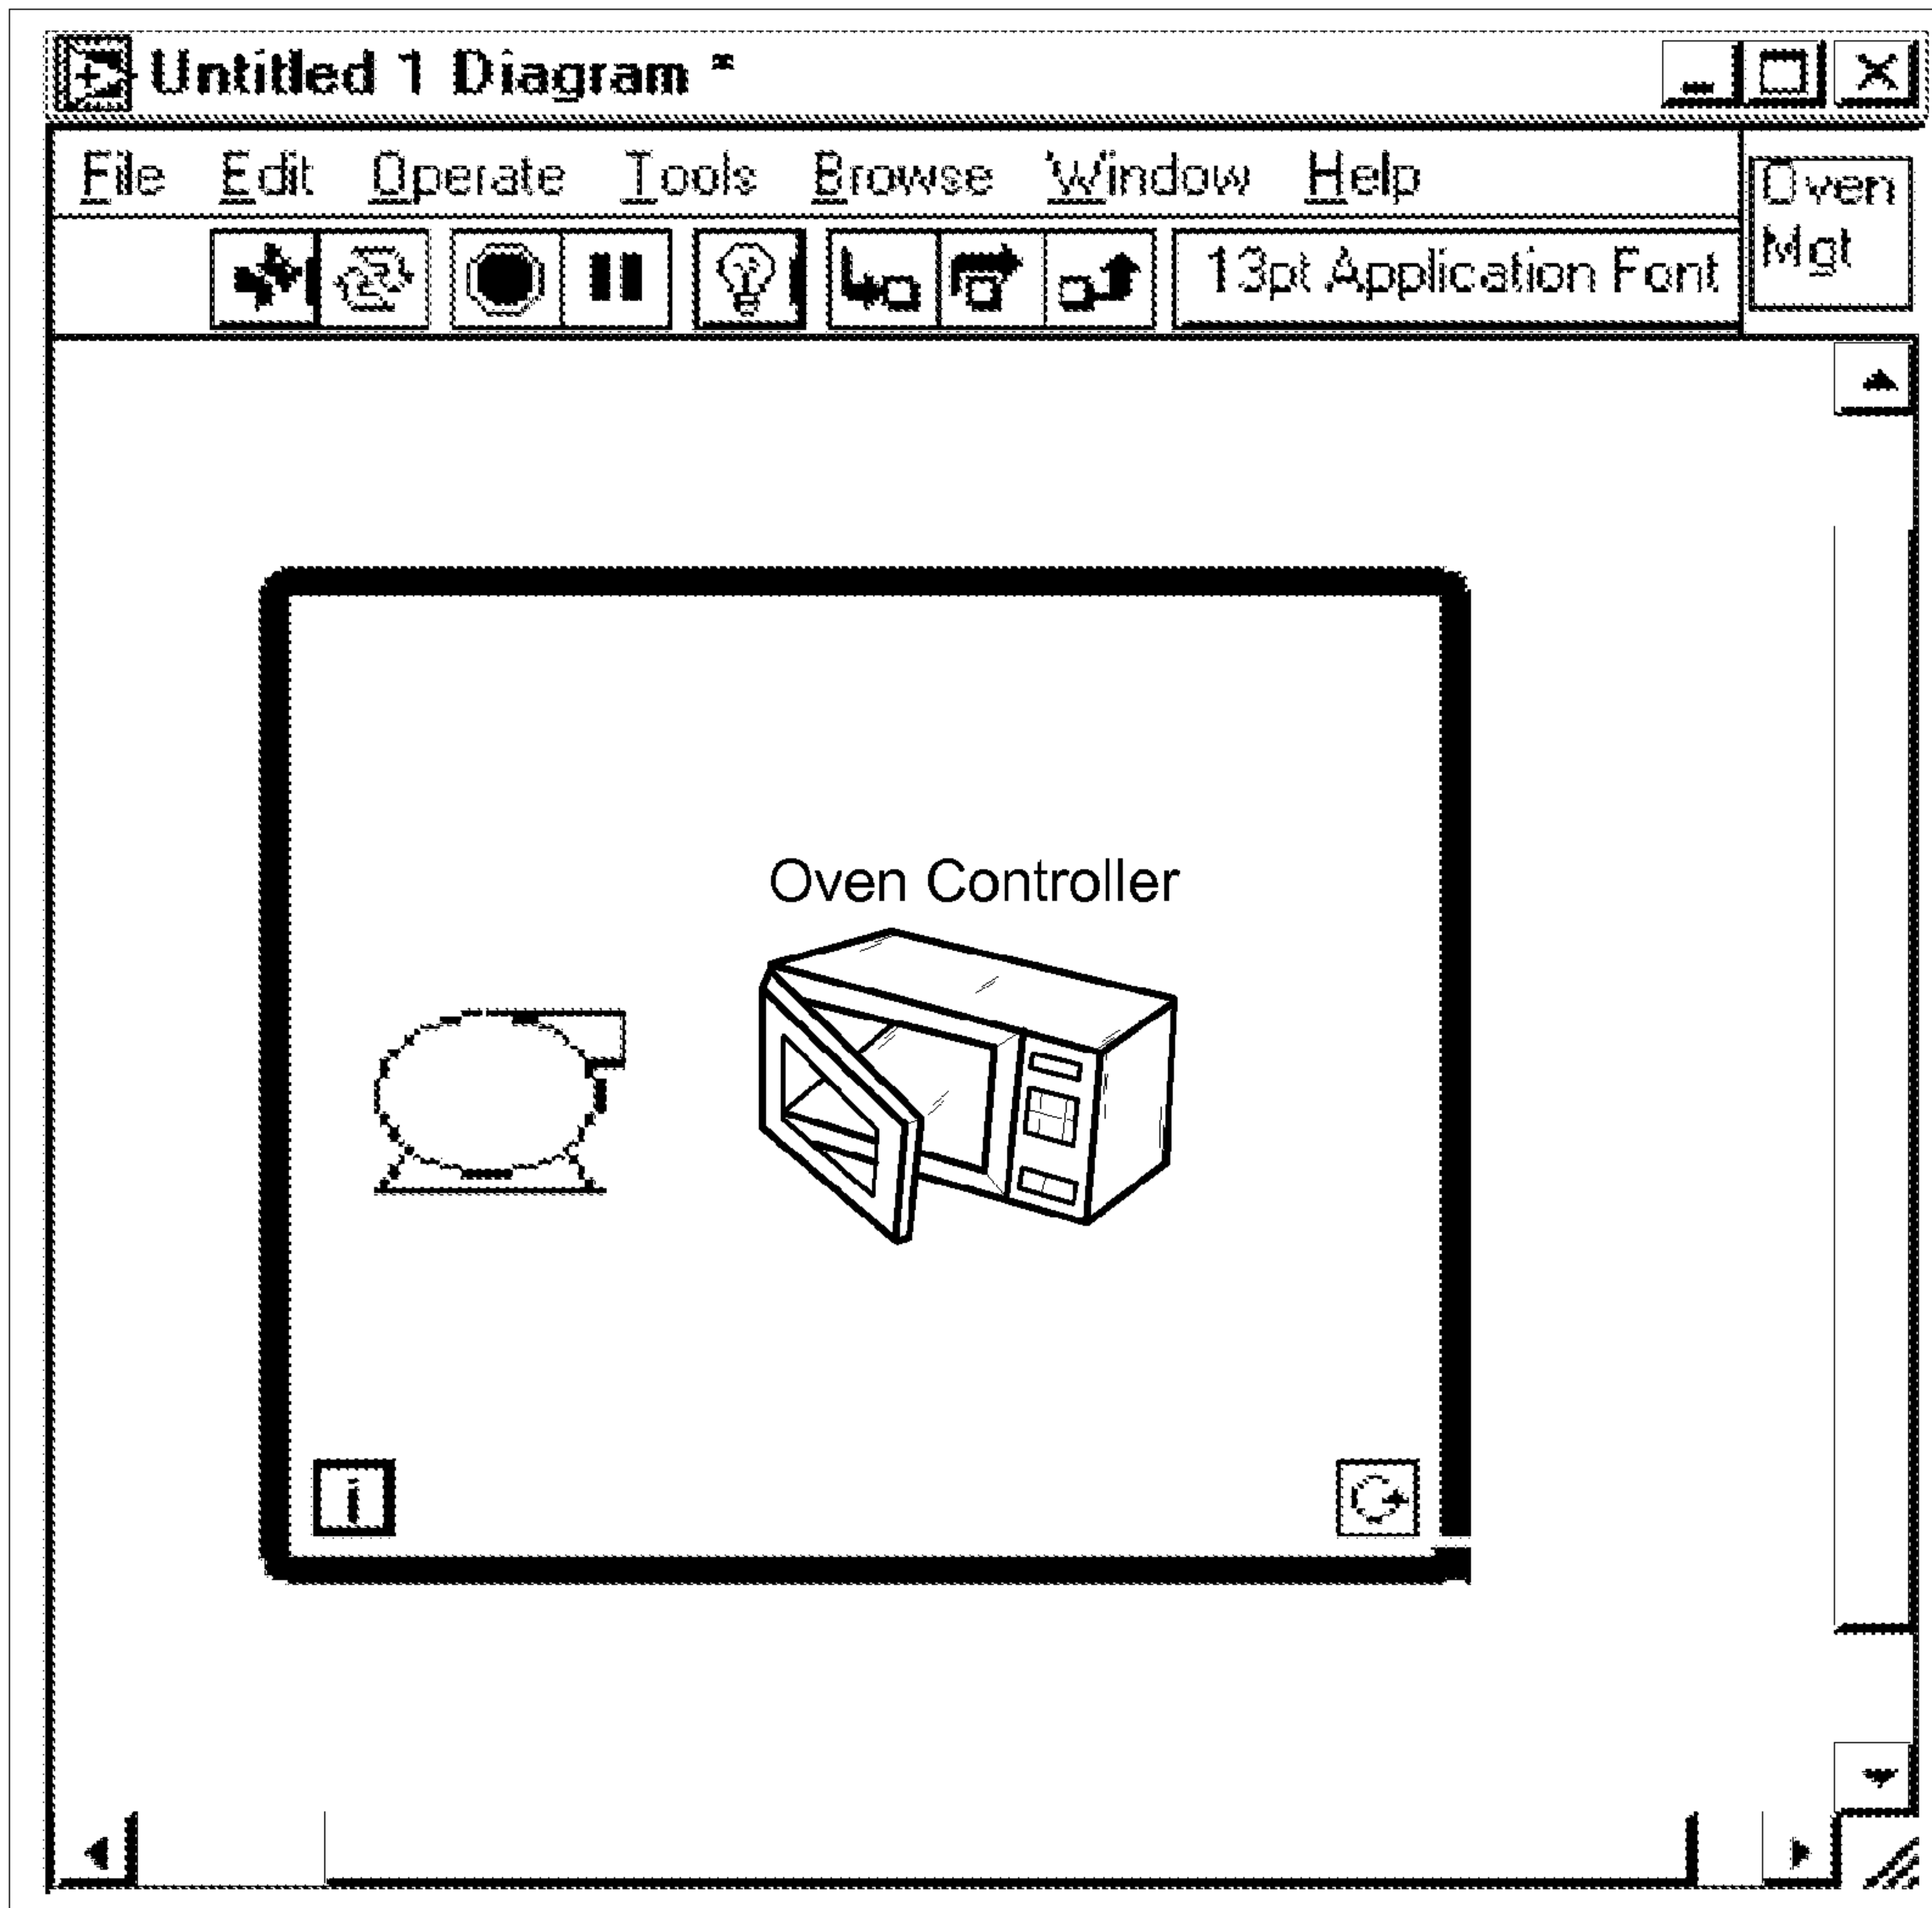 Untitled 1 Diagram *
File Edit Operate Tools Browse Window Help
Oven
Mgt
13pt Application Font
Oven Controller
i